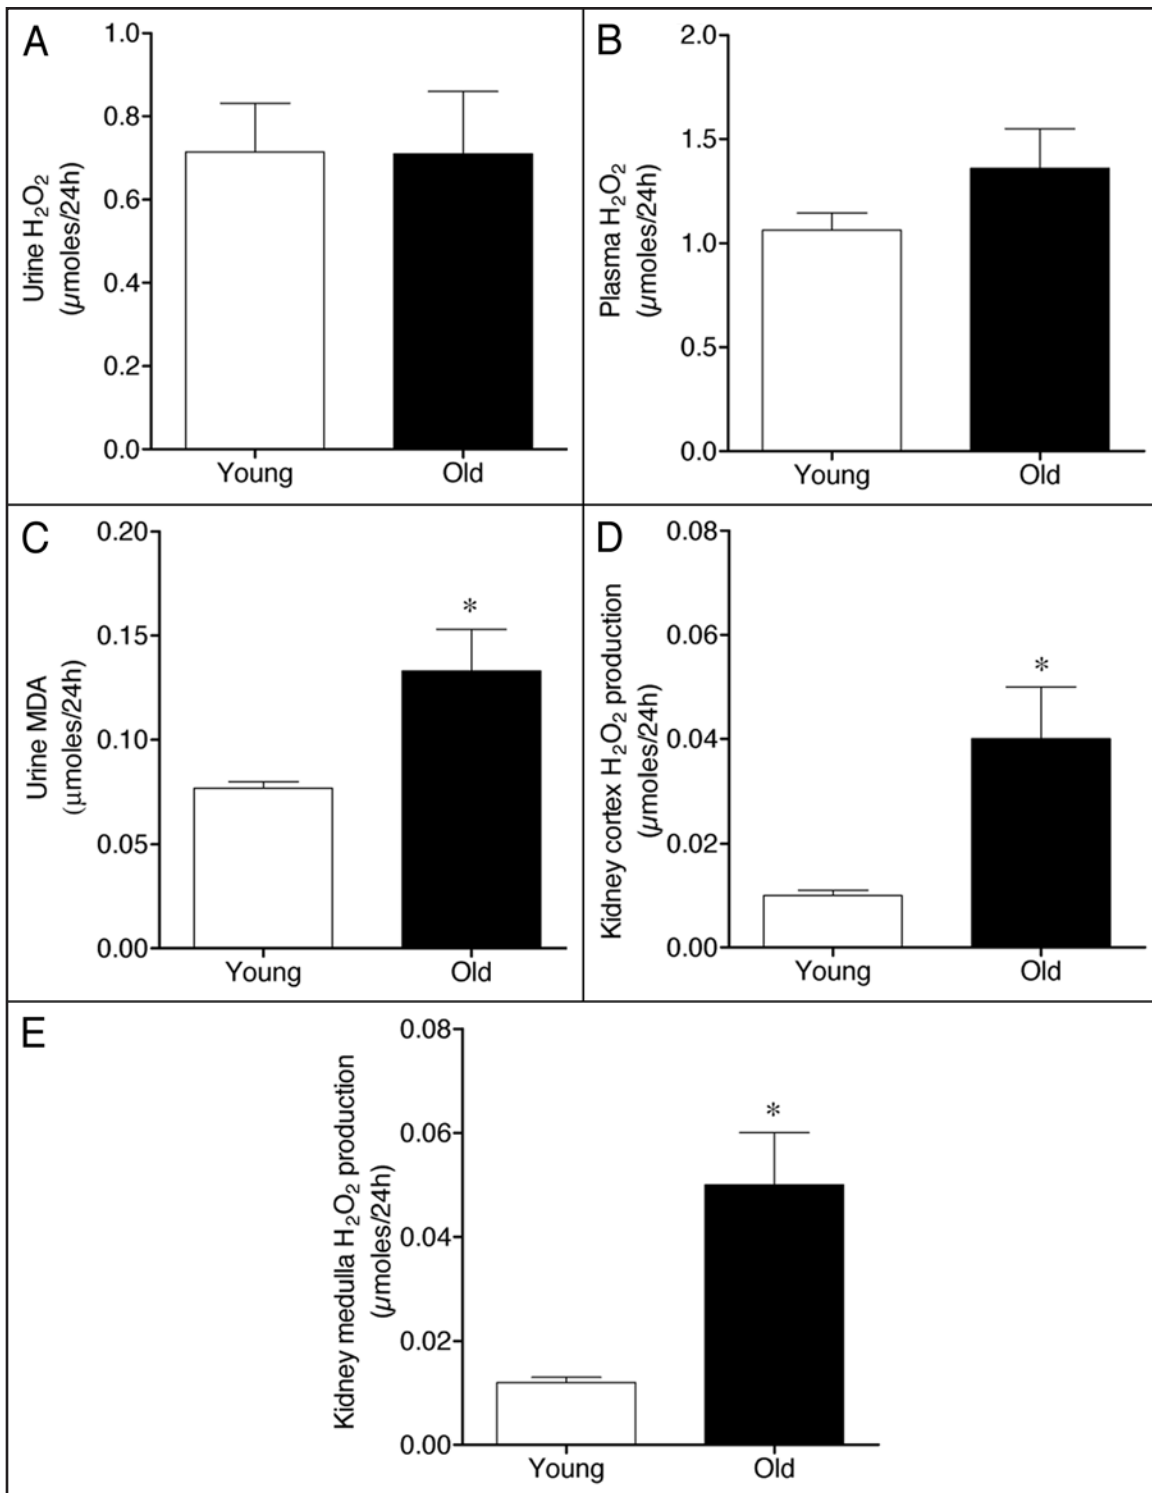 A
Urine H₂O₂
(µmoles/24h)
1.0
0.8
0.6
0.4
0.2
0.0
Young Old
B
Plasma H₂O₂
(µmoles/24h)
2.0
1.5
1.0
0.5
0.0
Young Old
C
Urine MDA
(µmoles/24h)
0.20
0.15
0.10
0.05
0.00
*
Young Old
D
Kidney cortex H₂O₂ production
(µmoles/24h)
0.08
0.06
0.04
0.02
0.00
*
Young Old
E
Kidney medulla H₂O₂ production
(µmoles/24h)
0.08
0.06
0.04
0.02
0.00
*
Young Old